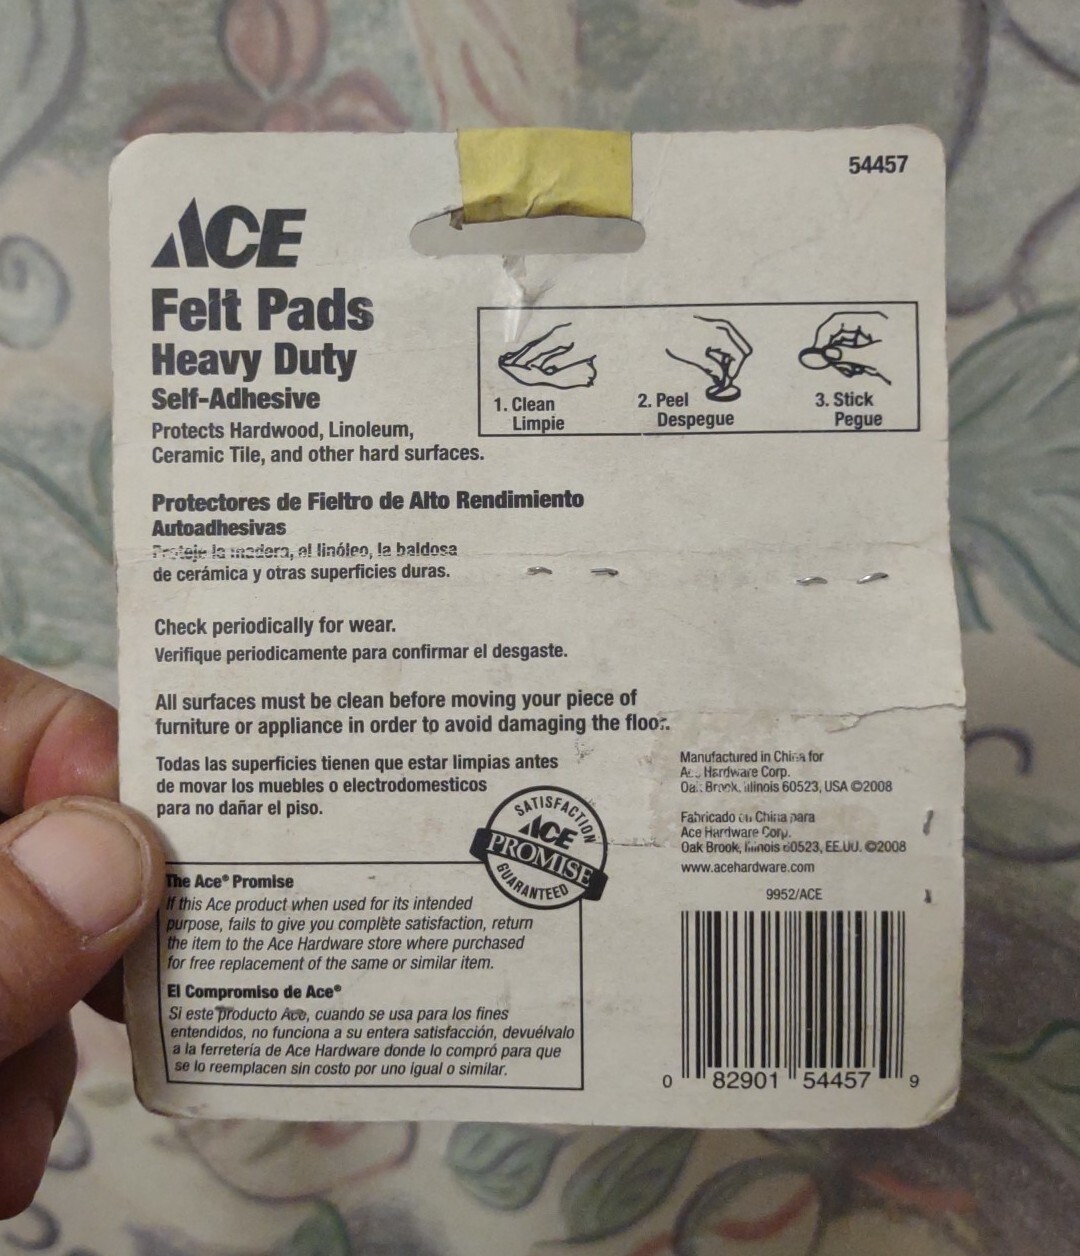 54457
ACE
Felt Pads
Heavy Duty
Self-Adhesive
Protects Hardwood, Linoleum,
Ceramic Tile, and other hard surfaces.
1. Clean
Limpie
2. Peel
Despegue
3. Stick
Pegue
Protectores de Fieltro de Alto Rendimiento
Autoadhesivas
Proteje la madera, el linóleo, la baldosa
de cerámica y otras superficies duras.
Check periodically for wear.
Verifique periodicamente para confirmar el desgaste.
All surfaces must be clean before moving your piece of
furniture or appliance in order to avoid damaging the floor.
Todas las superficies tienen que estar limpias antes
de movar los muebles o electrodomesticos
para no dañar el piso.
SATISFACTION
ACE
PROMISE
GUARANTEED
The Ace® Promise
If this Ace product when used for its intended
purpose, fails to give you complete satisfaction, return
the item to the Ace Hardware store where purchased
for free replacement of the same or similar item.
El Compromiso de Ace®
Si este producto Ace, cuando se usa para los fines
entendidos, no funciona a su entera satisfacción, devuélvalo
a la ferretería de Ace Hardware donde lo compró para que
se lo reemplacen sin costo por uno igual o similar.
Manufactured in China for
Ace Hardware Corp.
Oak Brook, Illinois 60523, USA ©2008
Fabricado en China para
Ace Hardware Corp.
Oak Brook, Illinois 60523, EE.UU. ©2008
www.acehardware.com
9952/ACE
0 82901 54457 9